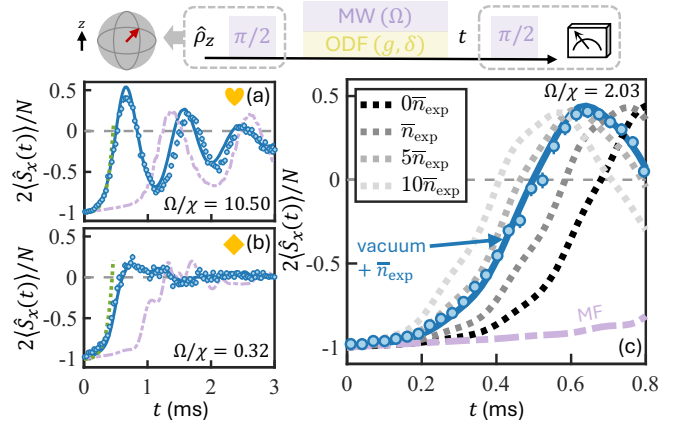 z
ρ̂z π/2 MW (Ω) ODF (g, δ) t π/2
(a)
0.5
0
-0.5
-1
2⟨Ŝx(t)⟩/N
Ω/χ = 10.50
(b)
0.5
0
-0.5
-1
2⟨Ŝx(t)⟩/N
Ω/χ = 0.32
0 1 2 3
t (ms)
Ω/χ = 2.03
0n̄exp
n̄exp
5n̄exp
10n̄exp
0.5
0
-0.5
-1
2⟨Ŝx(t)⟩/N
vacuum
+ n̄exp
MF
(c)
0 0.2 0.4 0.6 0.8
t (ms)